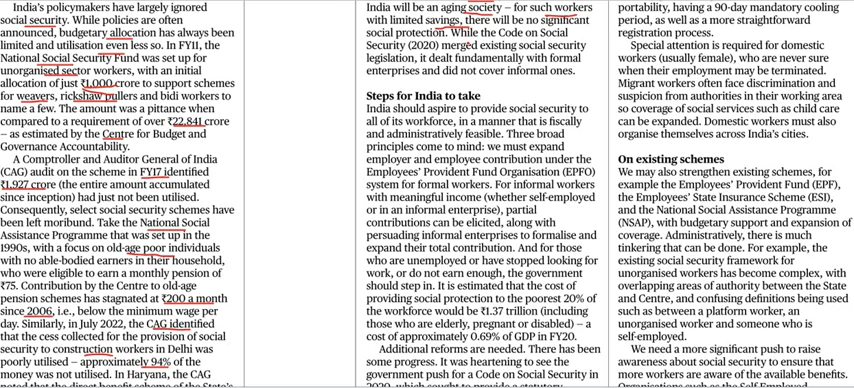 India's policymakers have largely ignored
social security. While policies are often
announced, budgetary allocation has always been
limited and utilisation even less so. In FY11, the
National Social Security Fund was set up for
unorganised sector workers, with an initial
allocation of just ₹1,000 crore to support schemes
for weavers, rickshaw pullers and bidi workers to
name a few. The amount was a pittance when
compared to a requirement of over ₹22,841 crore
– as estimated by the Centre for Budget and
Governance Accountability.
A Comptroller and Auditor General of India
(CAG) audit on the scheme in FY17 identified
₹1,927 crore (the entire amount accumulated
since inception) had just not been utilised.
Consequently, select social security schemes have
been left moribund. Take the National Social
Assistance Programme that was set up in the
1990s, with a focus on old-age poor individuals
with no able-bodied earners in their household,
who were eligible to earn a monthly pension of
₹75. Contribution by the Centre to old-age
pension schemes has stagnated at ₹200 a month
since 2006, i.e., below the minimum wage per
day. Similarly, in July 2022, the CAG identified
that the cess collected for the provision of social
security to construction workers in Delhi was
poorly utilised – approximately 94% of the
money was not utilised. In Haryana, the CAG
noted that the direct benefit scheme of the State's
India will be an aging society – for such workers
with limited savings, there will be no significant
social protection. While the Code on Social
Security (2020) merged existing social security
legislation, it dealt fundamentally with formal
enterprises and did not cover informal ones.
Steps for India to take
India should aspire to provide social security to
all of its workforce, in a manner that is fiscally
and administratively feasible. Three broad
principles come to mind: we must expand
employer and employee contribution under the
Employees' Provident Fund Organisation (EPFO)
system for formal workers. For informal workers
with meaningful income (whether self-employed
or in an informal enterprise), partial
contributions can be elicited, along with
persuading informal enterprises to formalise and
expand their total contribution. And for those
who are unemployed or have stopped looking for
work, or do not earn enough, the government
should step in. It is estimated that the cost of
providing social protection to the poorest 20% of
the workforce would be ₹1.37 trillion (including
those who are elderly, pregnant or disabled) – a
cost of approximately 0.69% of GDP in FY20.
Additional reforms are needed. There has been
some progress. It was heartening to see the
government push for a Code on Social Security in
2020, which sought to provide a statutory
portability, having a 90-day mandatory cooling
period, as well as a more straightforward
registration process.
Special attention is required for domestic
workers (usually female), who are never sure
when their employment may be terminated.
Migrant workers often face discrimination and
suspicion from authorities in their working area
so coverage of social services such as child care
can be expanded. Domestic workers must also
organise themselves across India's cities.
On existing schemes
We may also strengthen existing schemes, for
example the Employees' Provident Fund (EPF),
the Employees' State Insurance Scheme (ESI),
and the National Social Assistance Programme
(NSAP), with budgetary support and expansion of
coverage. Administratively, there is much
tinkering that can be done. For example, the
existing social security framework for
unorganised workers has become complex, with
overlapping areas of authority between the State
and Centre, and confusing definitions being used
such as between a platform worker, an
unorganised worker and someone who is
self-employed.
We need a more significant push to raise
awareness about social security to ensure that
more workers are aware of the available benefits.
Organisations such as the Self Employed